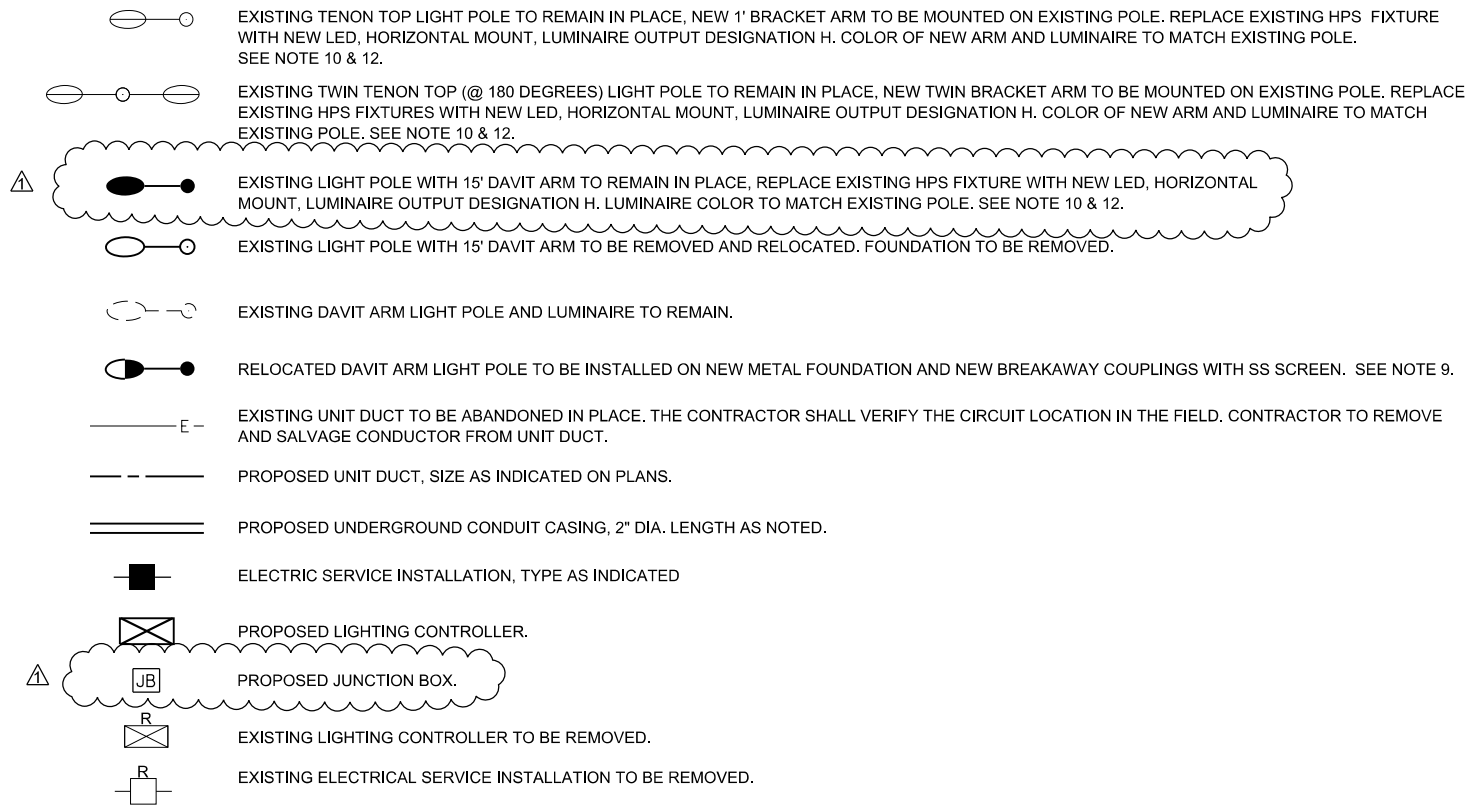 EXISTING TENON TOP LIGHT POLE TO REMAIN IN PLACE, NEW 1' BRACKET ARM TO BE MOUNTED ON EXISTING POLE. REPLACE EXISTING HPS FIXTURE
WITH NEW LED, HORIZONTAL MOUNT, LUMINAIRE OUTPUT DESIGNATION H. COLOR OF NEW ARM AND LUMINAIRE TO MATCH EXISTING POLE.
SEE NOTE 10 & 12.
EXISTING TWIN TENON TOP (@ 180 DEGREES) LIGHT POLE TO REMAIN IN PLACE, NEW TWIN BRACKET ARM TO BE MOUNTED ON EXISTING POLE. REPLACE
EXISTING HPS FIXTURES WITH NEW LED, HORIZONTAL MOUNT, LUMINAIRE OUTPUT DESIGNATION H. COLOR OF NEW ARM AND LUMINAIRE TO MATCH
EXISTING POLE. SEE NOTE 10 & 12.
1
EXISTING LIGHT POLE WITH 15' DAVIT ARM TO REMAIN IN PLACE, REPLACE EXISTING HPS FIXTURE WITH NEW LED, HORIZONTAL
MOUNT, LUMINAIRE OUTPUT DESIGNATION H. LUMINAIRE COLOR TO MATCH EXISTING POLE. SEE NOTE 10 & 12.
EXISTING LIGHT POLE WITH 15' DAVIT ARM TO BE REMOVED AND RELOCATED. FOUNDATION TO BE REMOVED.
EXISTING DAVIT ARM LIGHT POLE AND LUMINAIRE TO REMAIN.
RELOCATED DAVIT ARM LIGHT POLE TO BE INSTALLED ON NEW METAL FOUNDATION AND NEW BREAKAWAY COUPLINGS WITH SS SCREEN. SEE NOTE 9.
E
EXISTING UNIT DUCT TO BE ABANDONED IN PLACE. THE CONTRACTOR SHALL VERIFY THE CIRCUIT LOCATION IN THE FIELD. CONTRACTOR TO REMOVE
AND SALVAGE CONDUCTOR FROM UNIT DUCT.
PROPOSED UNIT DUCT, SIZE AS INDICATED ON PLANS.
PROPOSED UNDERGROUND CONDUIT CASING, 2" DIA. LENGTH AS NOTED.
ELECTRIC SERVICE INSTALLATION, TYPE AS INDICATED
PROPOSED LIGHTING CONTROLLER.
1
JB PROPOSED JUNCTION BOX.
R
EXISTING LIGHTING CONTROLLER TO BE REMOVED.
R
EXISTING ELECTRICAL SERVICE INSTALLATION TO BE REMOVED.